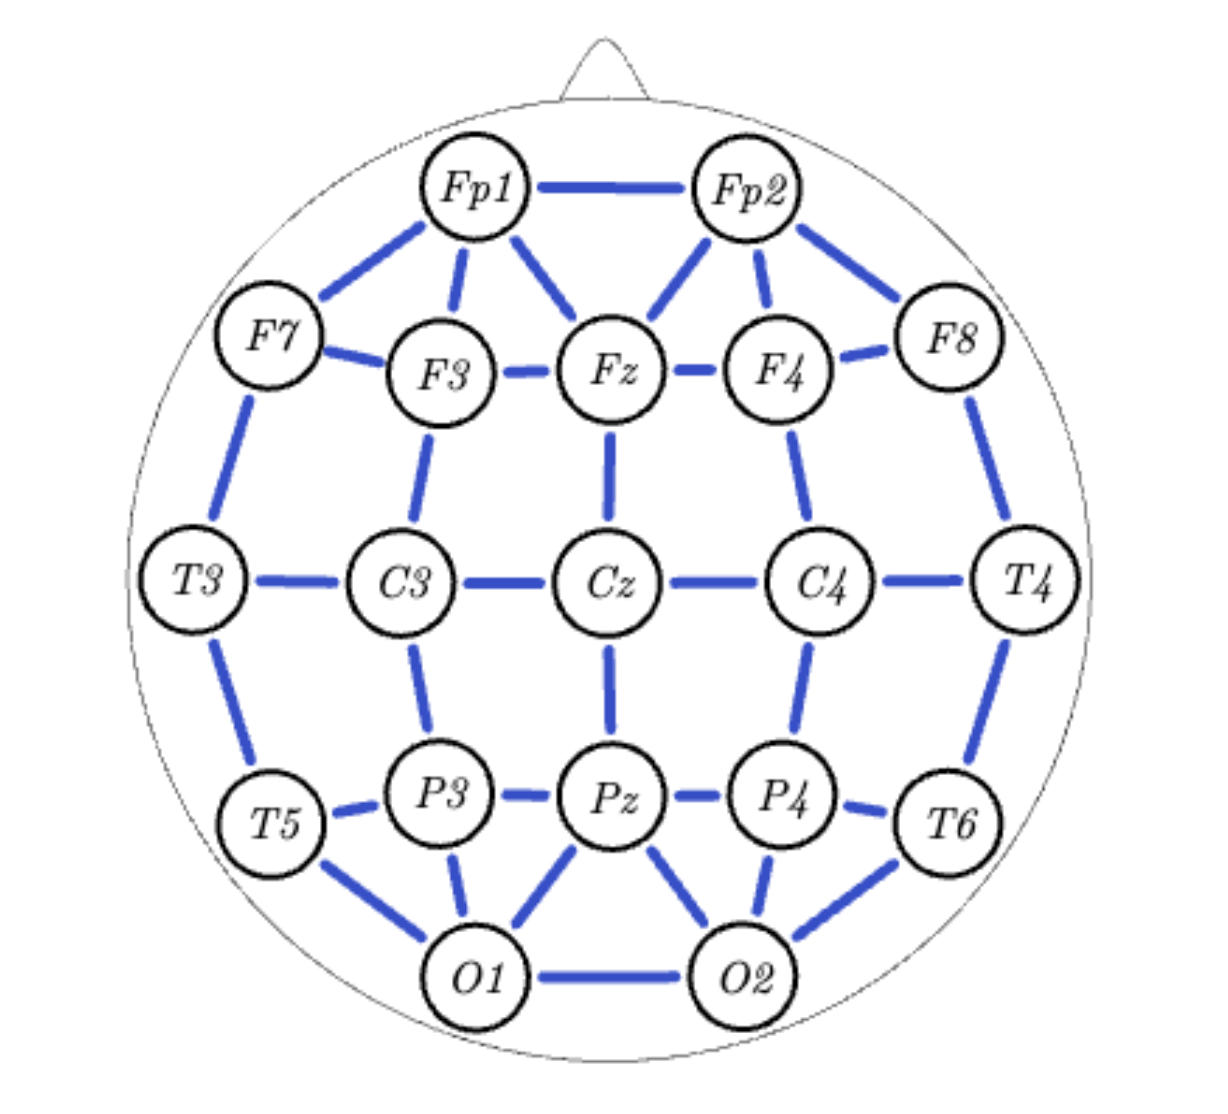 Fp1 Fp2
F7 F3 Fz F4 F8
T3 C3 Cz C4 T4
T5 P3 Pz P4 T6
O1 O2